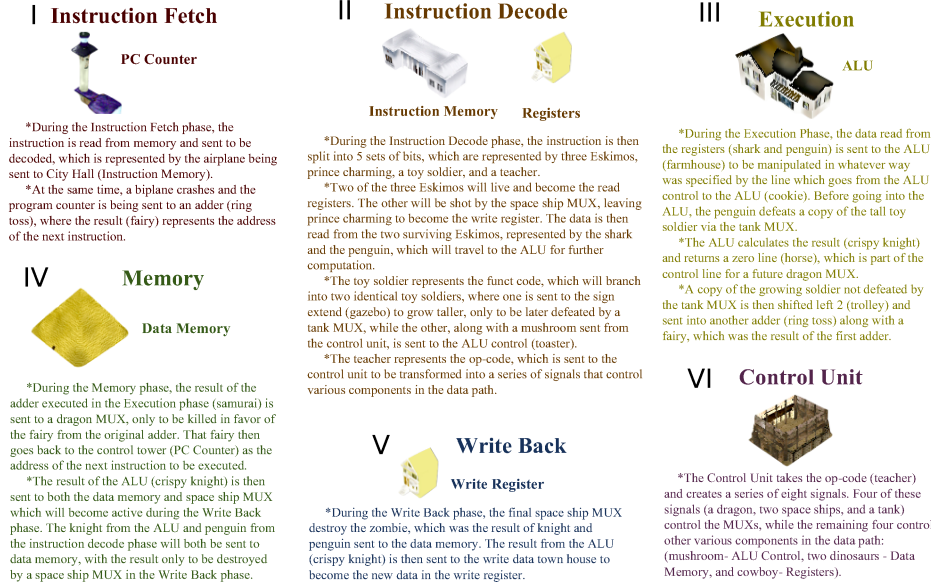 I Instruction Fetch
PC Counter
*During the Instruction Fetch phase, the
instruction is read from memory and sent to be
decoded, which is represented by the airplane being
sent to City Hall (Instruction Memory).
*At the same time, a biplane crashes and the
program counter is being sent to an adder (ring
toss), where the result (fairy) represents the address
of the next instruction.
II Instruction Decode
Instruction Memory
Registers
*During the Instruction Decode phase, the instruction is then
split into 5 sets of bits, which are represented by three Eskimos,
prince charming, a toy soldier, and a teacher.
*Two of the three Eskimos will live and become the read
registers. The other will be shot by the space ship MUX, leaving
prince charming to become the write register. The data is then
read from the two surviving Eskimos, represented by the shark
and the penguin, which will travel to the ALU for further
computation.
*The toy soldier represents the funct code, which will branch
into two identical toy soldiers, where one is sent to the sign
extend (gazebo) to grow taller, only to be later defeated by a
tank MUX, while the other, along with a mushroom sent from
the control unit, is sent to the ALU control (toaster).
*The teacher represents the op-code, which is sent to the
control unit to be transformed into a series of signals that control
various components in the data path.
III Execution
ALU
*During the Execution Phase, the data read from
the registers (shark and penguin) is sent to the ALU
(farmhouse) to be manipulated in whatever way
was specified by the line which goes from the ALU
control to the ALU (cookie). Before going into the
ALU, the penguin defeats a copy of the tall toy
soldier via the tank MUX.
*The ALU calculates the result (crispy knight)
and returns a zero line (horse), which is part of the
control line for a future dragon MUX.
*A copy of the growing soldier not defeated by
the tank MUX is then shifted left 2 (trolley) and
sent into another adder (ring toss) along with a
fairy, which was the result of the first adder.
IV Memory
Data Memory
*During the Memory phase, the result of the
adder executed in the Execution phase (samurai) is
sent to a dragon MUX, only to be killed in favor of
the fairy from the original adder. That fairy then
goes back to the control tower (PC Counter) as the
address of the next instruction to be executed.
*The result of the ALU (crispy knight) is then
sent to both the data memory and space ship MUX
which will become active during the Write Back
phase. The knight from the ALU and penguin from
the instruction decode phase will both be sent to
data memory, with the result only to be destroyed
by a space ship MUX in the Write Back phase.
V Write Back
Write Register
*During the Write Back phase, the final space ship MUX
destroy the zombie, which was the result of knight and
penguin sent to the data memory. The result from the ALU
(crispy knight) is then sent to the write data town house to
become the new data in the write register.
VI Control Unit
*The Control Unit takes the op-code (teacher)
and creates a series of eight signals. Four of these
signals (a dragon, two space ships, and a tank)
control the MUXs, while the remaining four control
other various components in the data path:
(mushroom- ALU Control, two dinosaurs - Data
Memory, and cowboy- Registers).